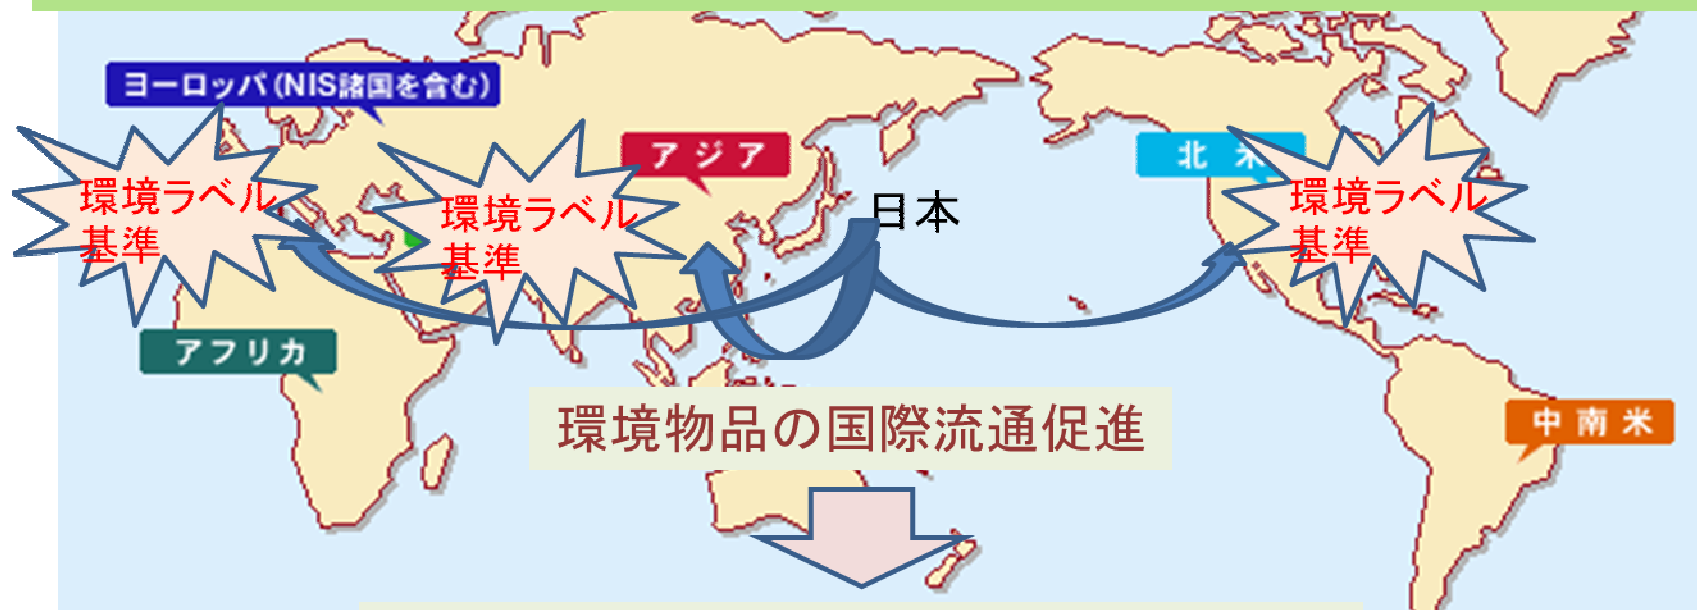 ヨーロッパ(NIS諸国を含む)
アジア
北米
環境ラベル
基準
環境ラベル
基準
環境ラベル
基準
日本
アフリカ
環境物品の国際流通促進
中南米